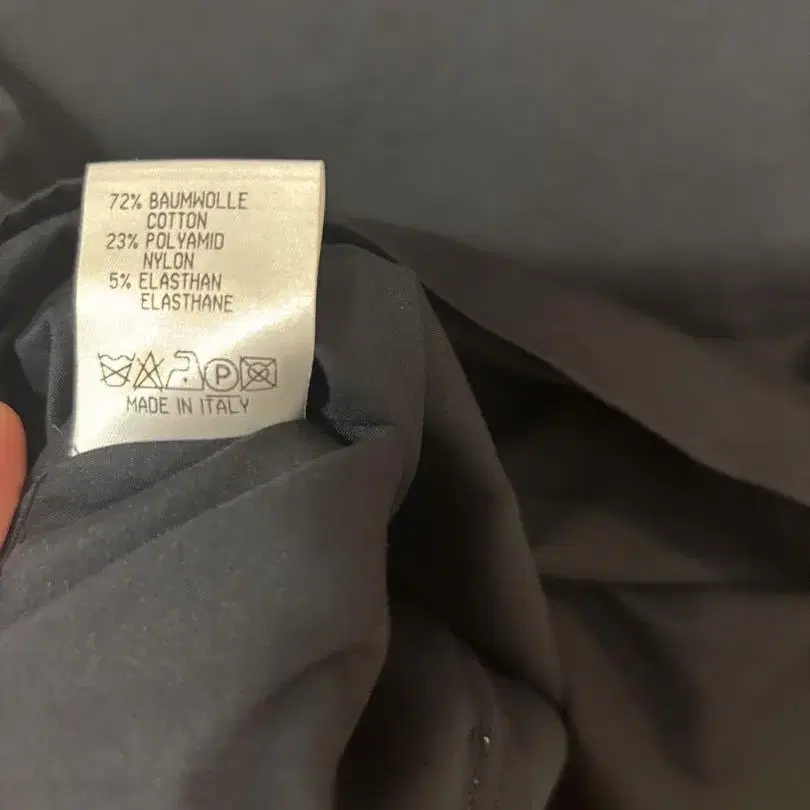 72% BAUMWOLLE
COTTON
23% POLYAMID
NYLON
5% ELASTHAN
ELASTHANE
P
MADE IN ITALY